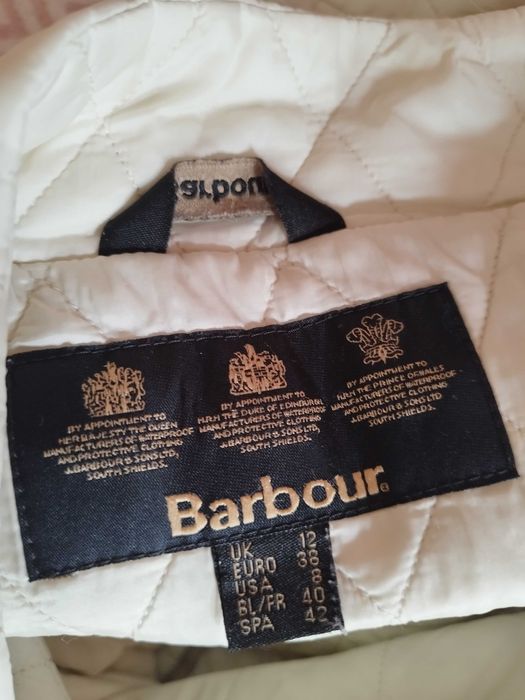 arbou
BY APPOINTMENT TO
HER MAJESTY THE QUEEN
MANUFACTURERS OF WATERPROOF
AND PROTECTIVE CLOTHING
J.BARBOUR & SONS LTD,
SOUTH SHIELDS.
BY APPOINTMENT TO
H.R.H THE DUKE OF EDINBURGH
MANUFACTURERS OF WATERPROOF
AND PROTECTIVE CLOTHING
J.BARBOUR & SONS LTD,
SOUTH SHIELDS.
BY APPOINTMENT TO
H.R.H THE PRINCE OF WALES
MANUFACTURERS OF WATERPROOF
AND PROTECTIVE CLOTHING
J.BARBOUR & SONS LTD,
SOUTH SHIELDS.
Barbour®
UK 12
EURO 38
USA 8
BL/FR 40
SPA 42